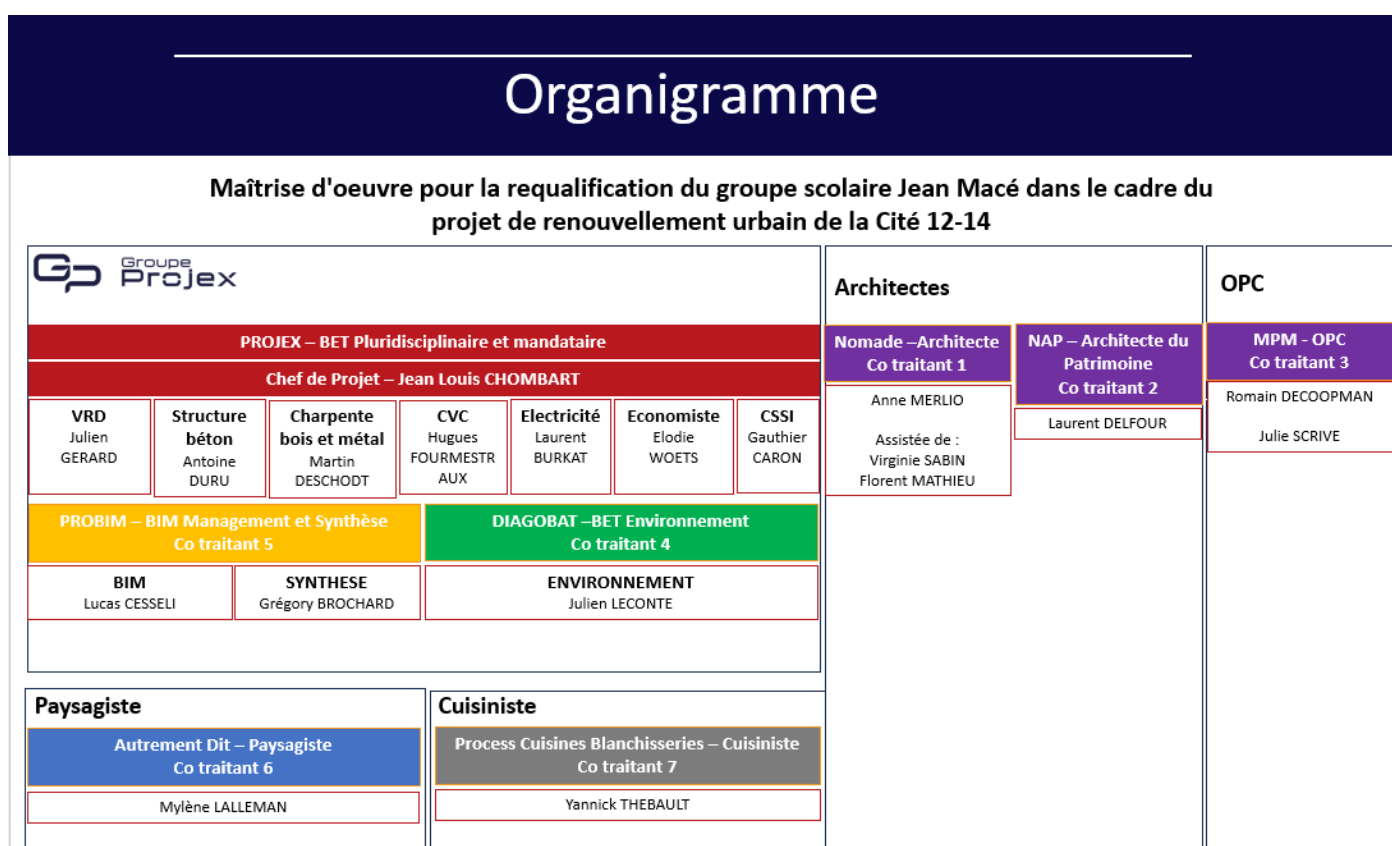 Organigramme
Maîtrise d'oeuvre pour la requalification du groupe scolaire Jean Macé dans le cadre du
projet de renouvellement urbain de la Cité 12-14
GP Groupe
Projex
PROJEX – BET Pluridisciplinaire et mandataire
Chef de Projet – Jean Louis CHOMBART
VRD
Julien
GERARD
Structure
béton
Antoine
DURU
Charpente
bois et métal
Martin
DESCHODT
CVC
Hugues
FOURMESTR
AUX
Electricité
Laurent
BURKAT
Economiste
Elodie
WOETS
CSSI
Gauthier
CARON
PROBIM – BIM Management et Synthèse
Co traitant 5
DIAGOBAT –BET Environnement
Co traitant 4
BIM
Lucas CESSELI
SYNTHESE
Grégory BROCHARD
ENVIRONNEMENT
Julien LECONTE
Architectes
Nomade –Architecte
Co traitant 1
Anne MERLIO
Assistée de :
Virginie SABIN
Florent MATHIEU
NAP – Architecte du
Patrimoine
Co traitant 2
Laurent DELFOUR
OPC
MPM - OPC
Co traitant 3
Romain DECOOPMAN
Julie SCRIVE
Paysagiste
Autrement Dit – Paysagiste
Co traitant 6
Mylène LALLEMAN
Cuisiniste
Process Cuisines Blanchisseries – Cuisiniste
Co traitant 7
Yannick THEBAULT